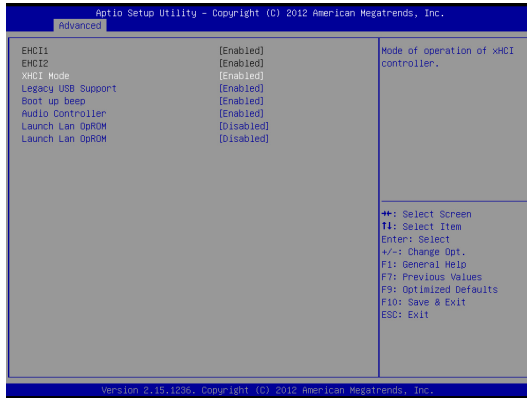 Aptio Setup Utility – Copyright (C) 2012 American Megatrends, Inc.
Advanced
EHCI1 [Enabled]
EHCI2 [Enabled]
XHCI Mode [Enabled]
Legacy USB Support [Enabled]
Boot up beep [Enabled]
Audio Controller [Enabled]
Launch Lan OpROM [Disabled]
Launch Lan OpROM [Disabled]
Mode of operation of xHCI
controller.
→←: Select Screen
↑↓: Select Item
Enter: Select
+/-: Change Opt.
F1: General Help
F7: Previous Values
F9: Optimized Defaults
F10: Save & Exit
ESC: Exit
Version 2.15.1236. Copyright (C) 2012 American Megatrends, Inc.